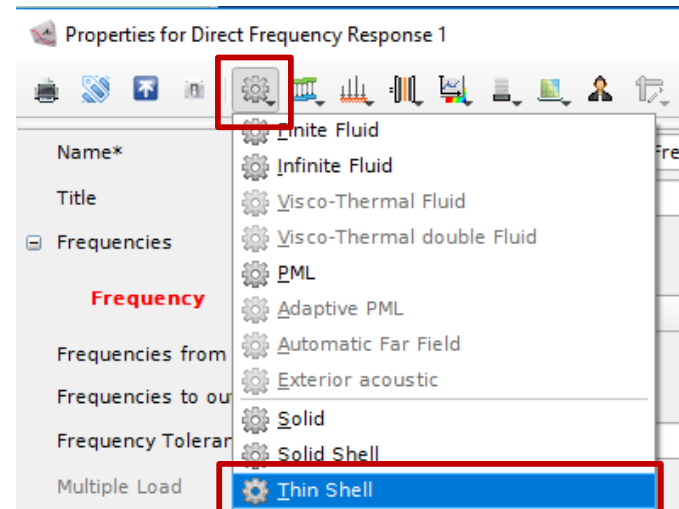 Properties for Direct Frequency Response 1
Name*
Title
Frequencies
Frequency
Frequencies from
Frequencies to ou
Frequency Toleran
Multiple Load
Finite Fluid
Infinite Fluid
Visco-Thermal Fluid
Visco-Thermal double Fluid
PML
Adaptive PML
Automatic Far Field
Exterior acoustic
Solid
Solid Shell
Thin Shell
Fre